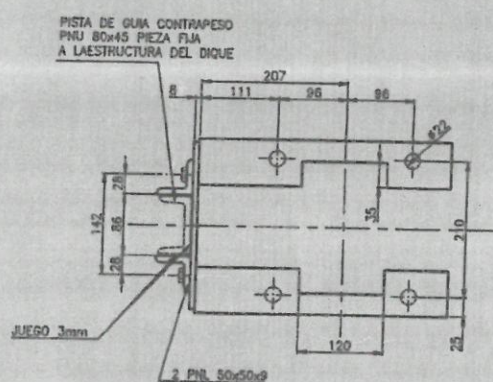 PISTA DE GUIA CONTRAPESO
PNU 80x45 PIEZA FIJA
A LAESTRUCTURA DEL DIQUE
207
8
111
96
96
ø22
28
142
86
28
35
210
120
25
JUEGO 3mm
2 PNL 50x50x9